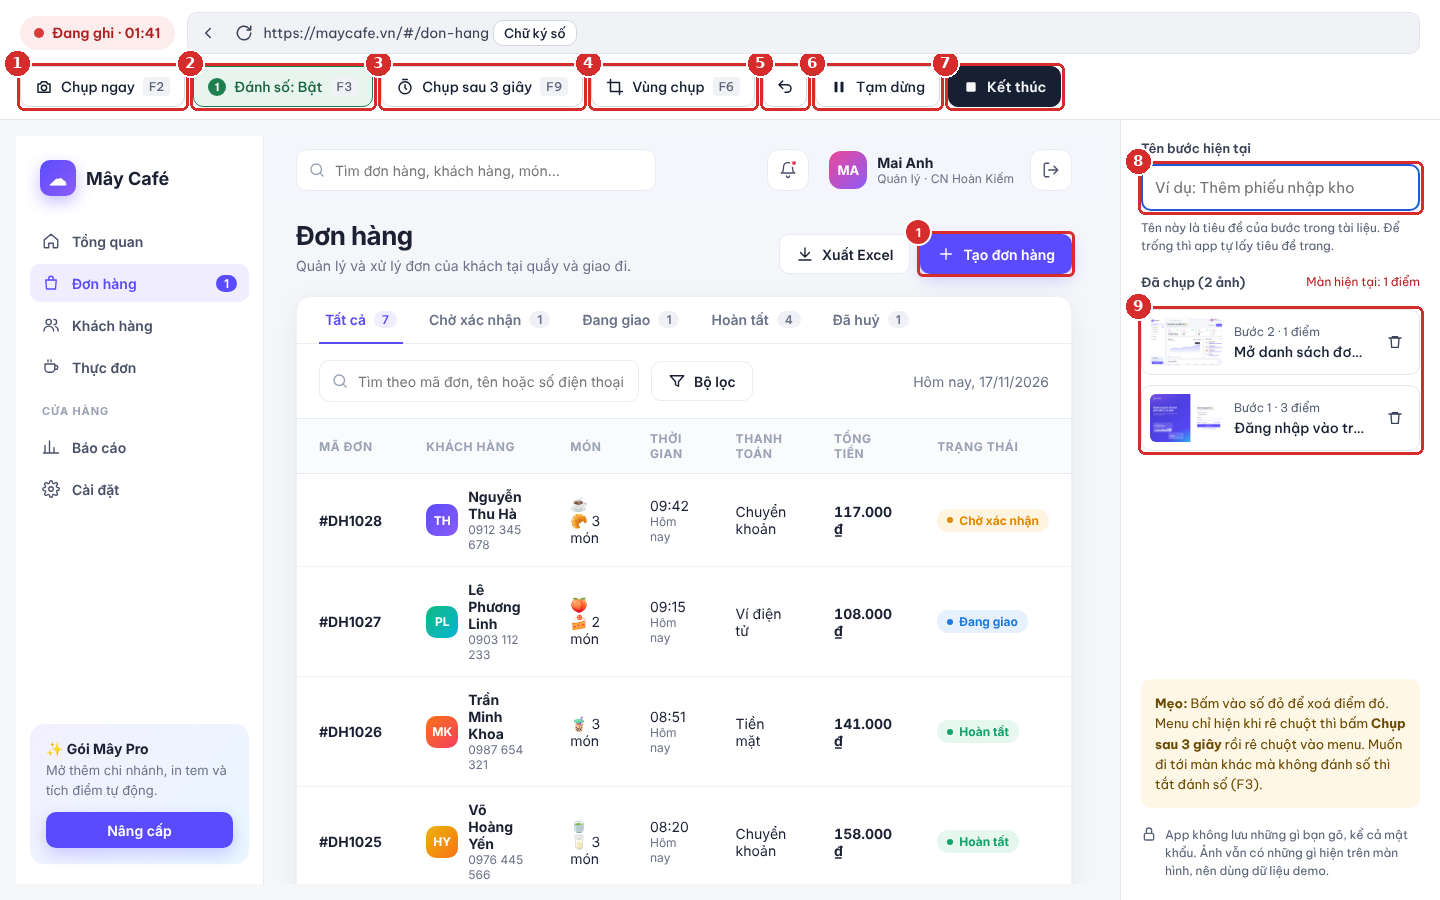 Đang ghi · 01:41
https://maycafe.vn/#/don-hang
Chữ ký số
1
2
3
4
5
6
7
Chụp ngay F2
1 Đánh số: Bật F3
Chụp sau 3 giây F9
Vùng chụp F6
Tạm dừng
Kết thúc
Mây Café
Tổng quan
Đơn hàng 1
Khách hàng
Thực đơn
CỬA HÀNG
Báo cáo
Cài đặt
✨ Gói Mây Pro
Mở thêm chi nhánh, in tem và
tích điểm tự động.
Nâng cấp
Tìm đơn hàng, khách hàng, món...
MA
Mai Anh
Quản lý · CN Hoàn Kiếm
Đơn hàng
Quản lý và xử lý đơn của khách tại quầy và giao đi.
Xuất Excel
1
Tạo đơn hàng
Tất cả 7
Chờ xác nhận 1
Đang giao 1
Hoàn tất 4
Đã huỷ 1
Tìm theo mã đơn, tên hoặc số điện thoại
Bộ lọc
Hôm nay, 17/11/2026
MÃ ĐƠN
KHÁCH HÀNG
MÓN
THỜI
GIAN
THANH
TOÁN
TỔNG
TIỀN
TRẠNG THÁI
#DH1028
TH
Nguyễn
Thu Hà
0912 345
678
3
món
09:42
Hôm
nay
Chuyển
khoản
117.000
₫
Chờ xác nhận
#DH1027
PL
Lê
Phương
Linh
0903 112
233
2
món
09:15
Hôm
nay
Ví điện
tử
108.000
₫
Đang giao
#DH1026
MK
Trần
Minh
Khoa
0987 654
321
3
món
08:51
Hôm
nay
Tiền
mặt
141.000
₫
Hoàn tất
#DH1025
HY
Võ
Hoàng
Yến
0976 445
566
3
món
08:20
Hôm
nay
Chuyển
khoản
158.000
₫
Hoàn tất
Tên bước hiện tại
8
Ví dụ: Thêm phiếu nhập kho
Tên này là tiêu đề của bước trong tài liệu. Để
trống thì app tự lấy tiêu đề trang.
Đã chụp (2 ảnh)
Màn hiện tại: 1 điểm
9
Bước 2 · 1 điểm
Mở danh sách đơ...
Bước 1 · 3 điểm
Đăng nhập vào tr...
Mẹo: Bấm vào số đỏ để xoá điểm đó.
Menu chỉ hiện khi rê chuột thì bấm Chụp
sau 3 giây rồi rê chuột vào menu. Muốn
đi tới màn khác mà không đánh số thì
tắt đánh số (F3).
App không lưu những gì bạn gõ, kể cả mật
khẩu. Ảnh vẫn có những gì hiện trên màn
hình, nên dùng dữ liệu demo.